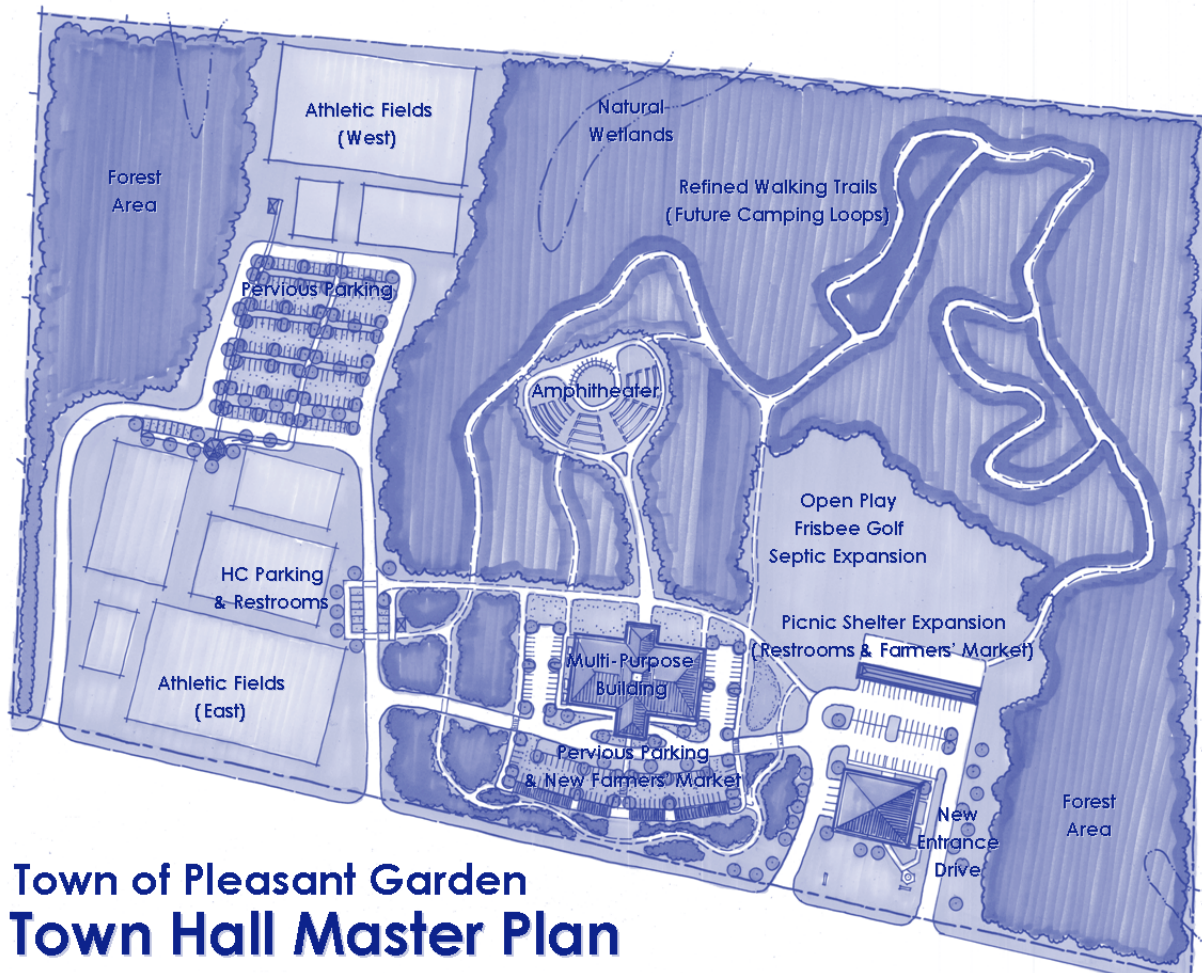 Athletic Fields
(West)
Natural
Wetlands
Forest
Area
Refined Walking Trails
(Future Camping Loops)
Pervious Parking
Amphitheater
Open Play
Frisbee Golf
Septic Expansion
HC Parking
& Restrooms
Picnic Shelter Expansion
(Restrooms & Farmers' Market)
Multi-Purpose
Building
Athletic Fields
(East)
Pervious Parking
& New Farmers' Market
Forest
Area
New
Entrance
Drive
Town of Pleasant Garden
Town Hall Master Plan